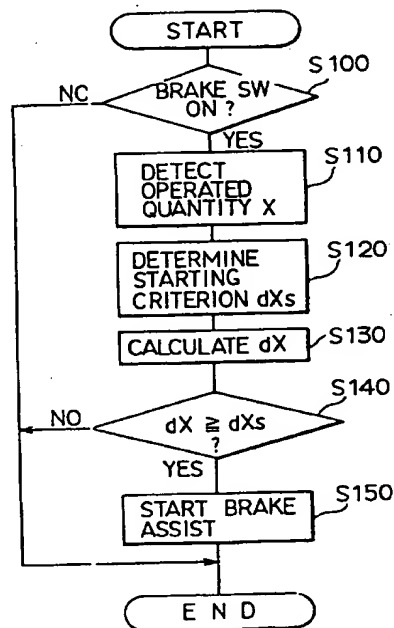 START
S100
NC
BRAKE SW
ON ?
YES
S110
DETECT
OPERATED
QUANTITY X
S120
DETERMINE
STARTING
CRITERION dXs
S130
CALCULATE dX
S140
NO
dX ≧ dXs
?
YES
S150
START BRAKE
ASSIST
END